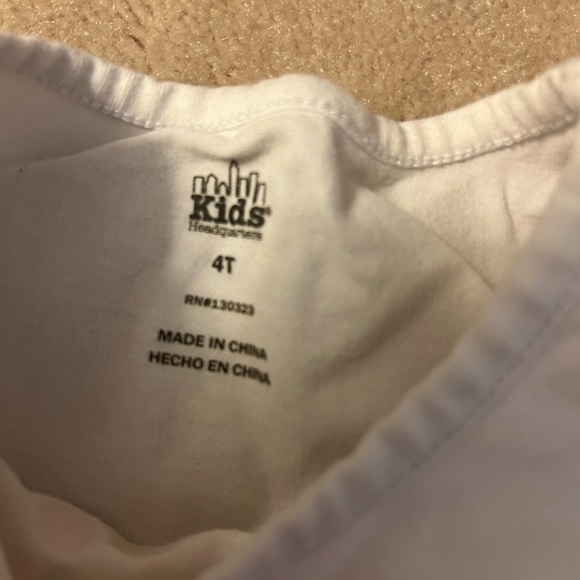 Kids®
Headquarters
4T
RN#130323
MADE IN CHINA
HECHO EN CHINA